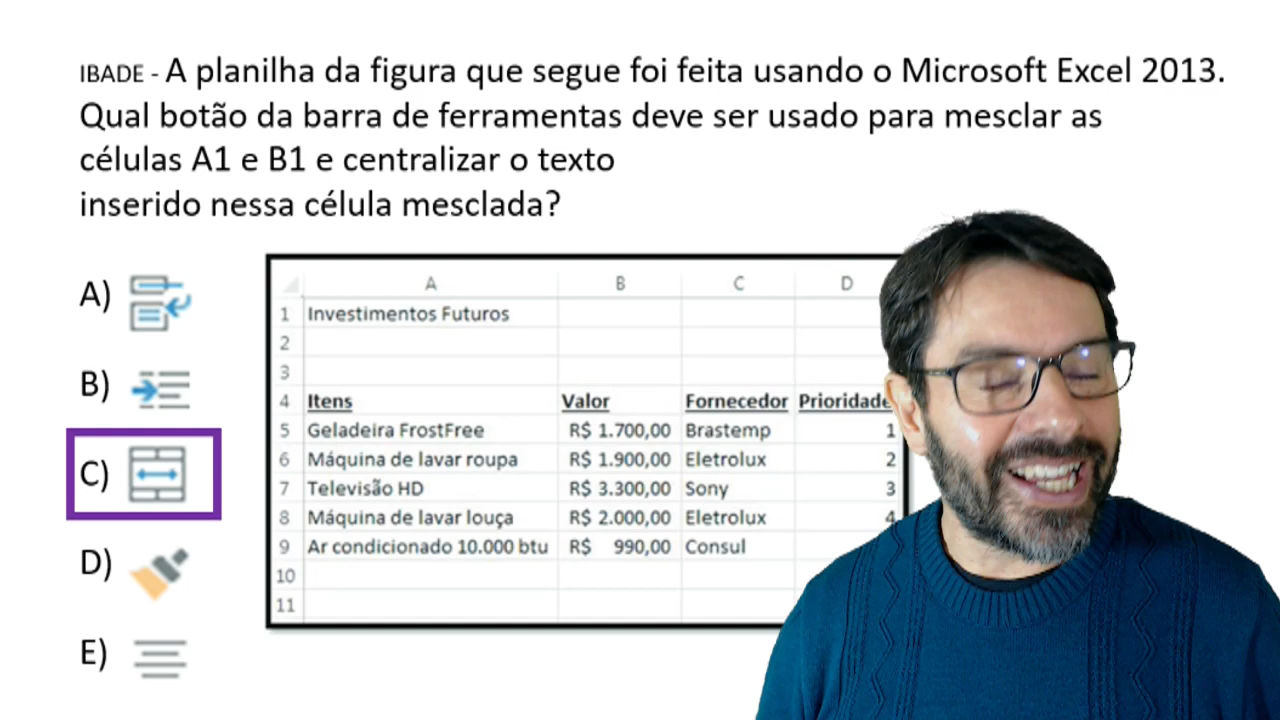 IBADE - A planilha da figura que segue foi feita usando o Microsoft Excel 2013.
Qual botão da barra de ferramentas deve ser usado para mesclar as
células A1 e B1 e centralizar o texto
inserido nessa célula mesclada?
A)
B)
C)
D)
E)
A B C D
1 Investimentos Futuros
2
3
4 Itens Valor Fornecedor Prioridade
5 Geladeira FrostFree R$ 1.700,00 Brastemp 1
6 Máquina de lavar roupa R$ 1.900,00 Eletrolux 2
7 Televisão HD R$ 3.300,00 Sony 3
8 Máquina de lavar louça R$ 2.000,00 Eletrolux 4
9 Ar condicionado 10.000 btu R$ 990,00 Consul
10
11